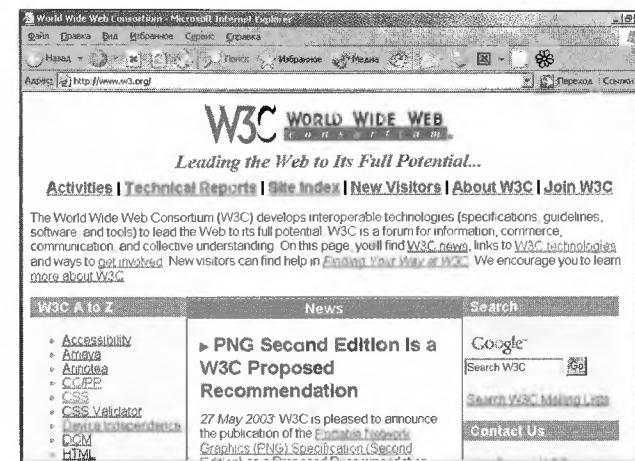 World Wide Web Consortium - Microsoft Internet Explorer
Файл Правка Вид Избранное Сервис Справка
Назад Поиск Избранное Медиа
Адрес: http://www.w3.org/ Переход Ссылки
W3C WORLD WIDE WEB
consortium
Leading the Web to Its Full Potential...
Activities | Technical Reports | Site Index | New Visitors | About W3C | Join W3C
The World Wide Web Consortium (W3C) develops interoperable technologies (specifications, guidelines,
software, and tools) to lead the Web to its full potential. W3C is a forum for information, commerce,
communication, and collective understanding. On this page, youll find W3C news, links to W3C technologies
and ways to get involved. New visitors can find help in Finding Your Way at W3C. We encourage you to learn
more about W3C
W3C A to Z
Accessibility
Amaya
Annotea
CC/PP
CSS
CSS Validator
Device Independence
DOM
HTML
News
▸ PNG Second Edition Is a
W3C Proposed
Recommendation
27 May 2003: W3C is pleased to announce
the publication of the Portable Network
Graphics (PNG) Specification (Second
Edition) as a Proposed Recommendation
Search
Google
Search W3C Go
Search W3C Mailing Lists
Contact Us